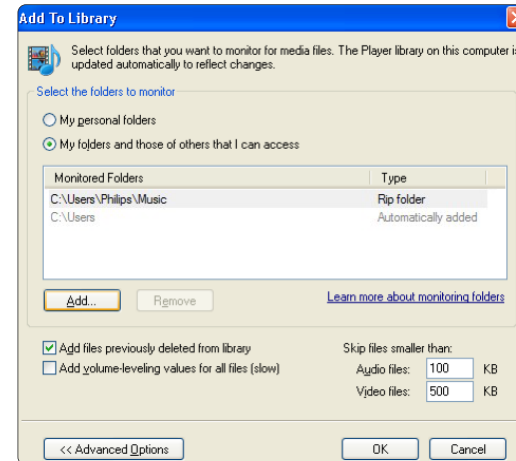 Add To Library
Select folders that you want to monitor for media files. The Player library on this computer i
updated automatically to reflect changes.
Select the folders to monitor
My personal folders
My folders and those of others that I can access
Monitored Folders Type
C:\Users\Philips\Music Rip folder
C:\Users Automatically added
Add... Remove Learn more about monitoring folders
Add files previously deleted from library Skip files smaller than:
Add volume-leveling values for all files (slow) Audio files: 100 KB
Video files: 500 KB
<< Advanced Options OK Cancel